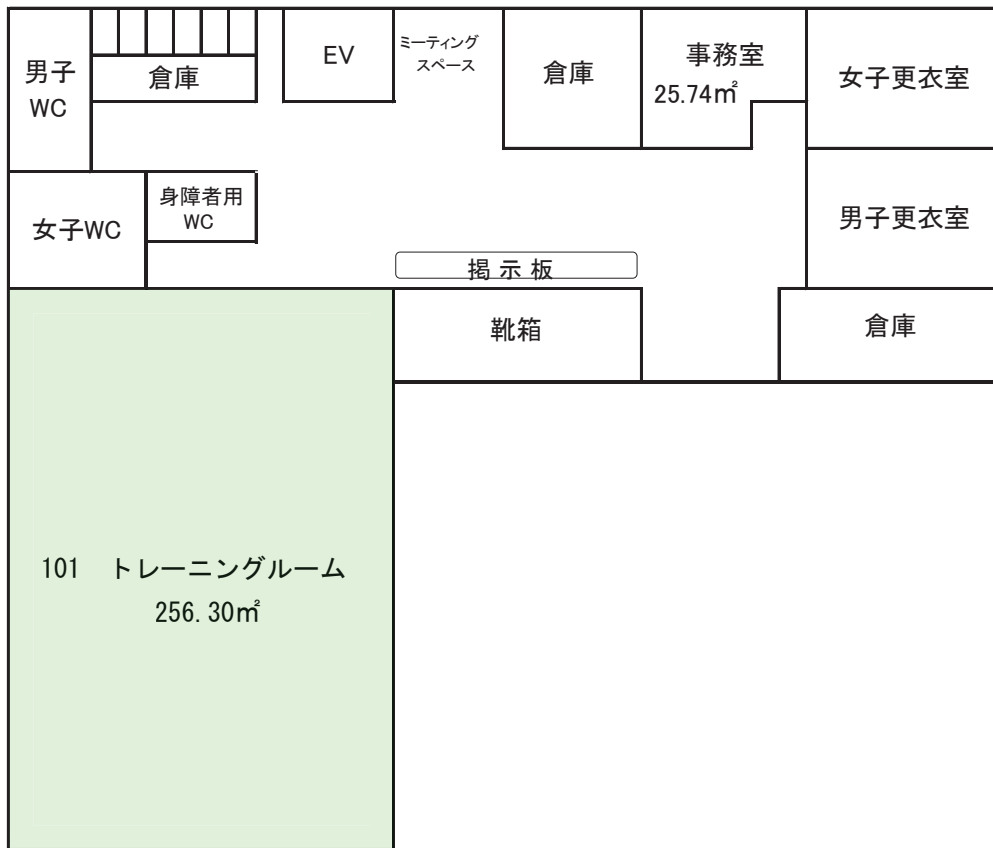 男子
WC
倉庫
EV
ミーティング
スペース
倉庫
事務室
25.74㎡
女子更衣室
女子WC
身障者用
WC
男子更衣室
掲示板
靴箱
倉庫
101　トレーニングルーム
256.30㎡